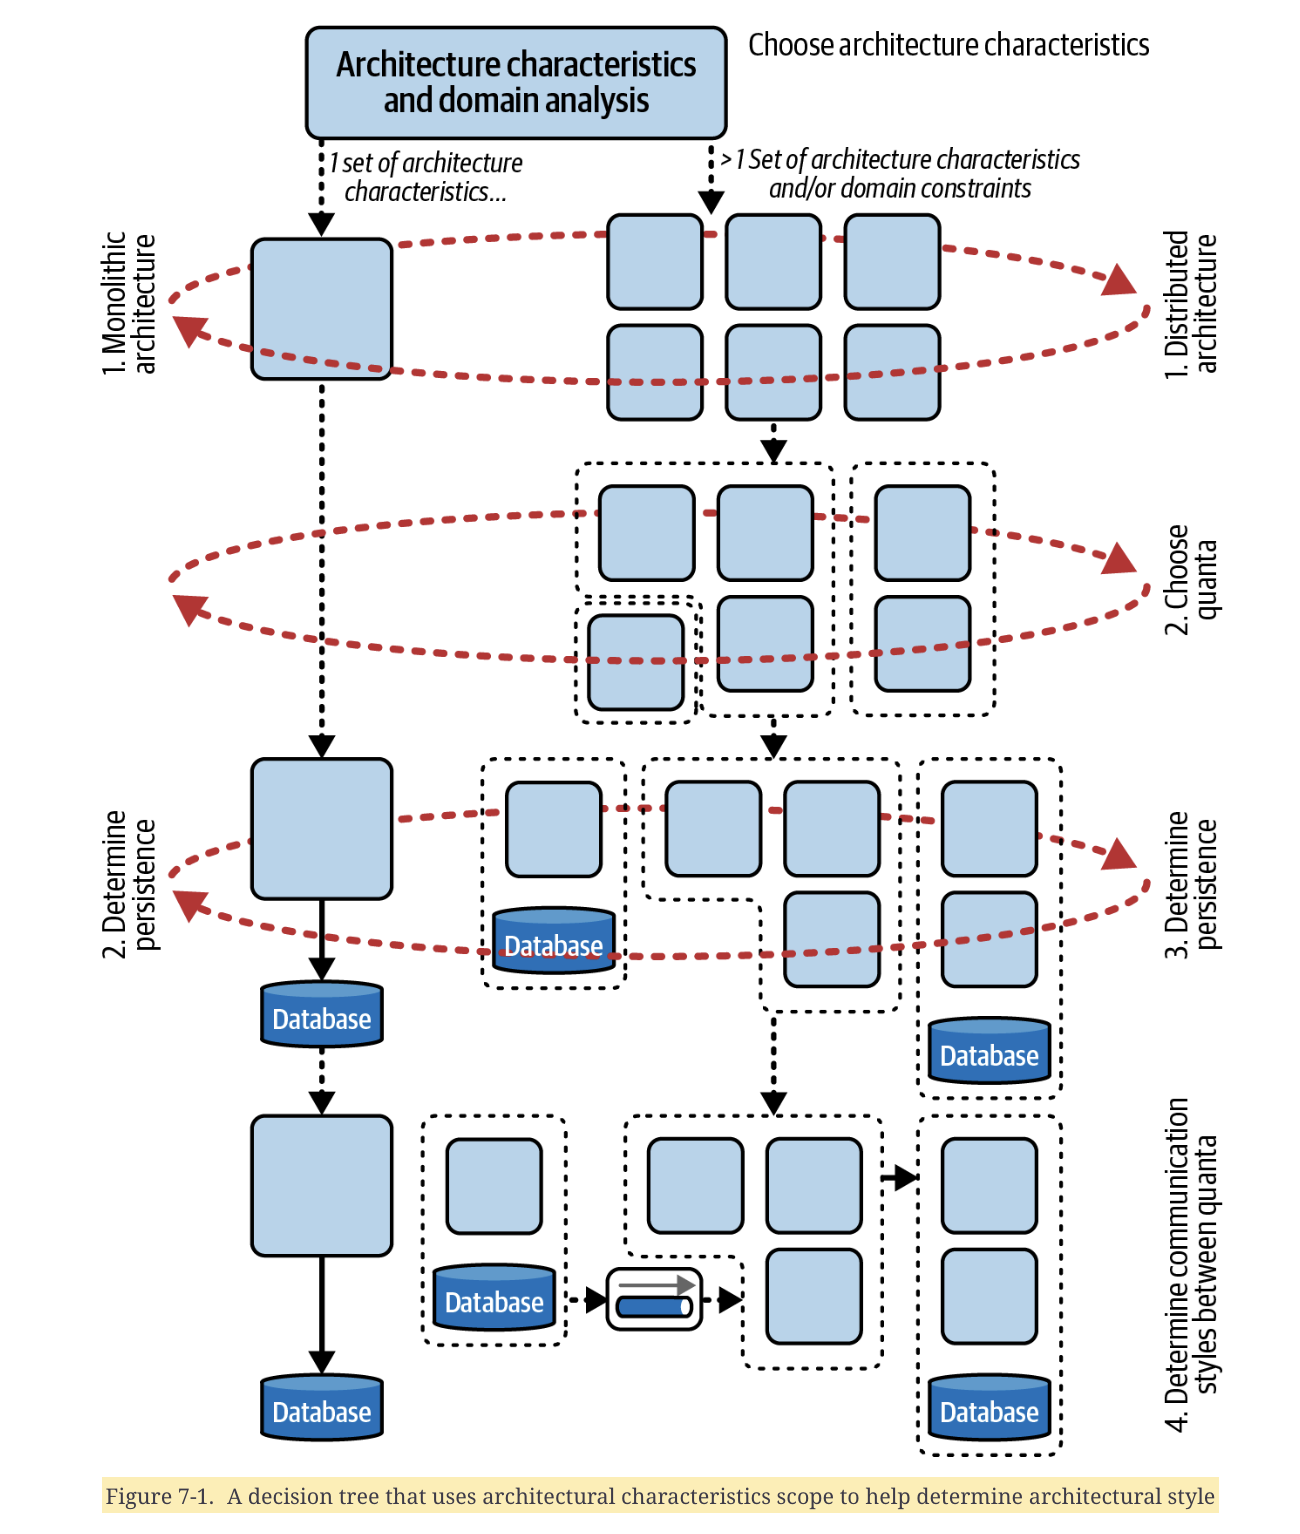 Architecture characteristics
and domain analysis
Choose architecture characteristics
1 set of architecture
characteristics...
> 1 Set of architecture characteristics
and/or domain constraints
1. Monolithic
architecture
1. Distributed
architecture
2. Choose
quanta
2. Determine
persistence
3. Determine
persistence
Database
Database
Database
4. Determine communication
styles between quanta
Database
Database
Database
Figure 7-1. A decision tree that uses architectural characteristics scope to help determine architectural style